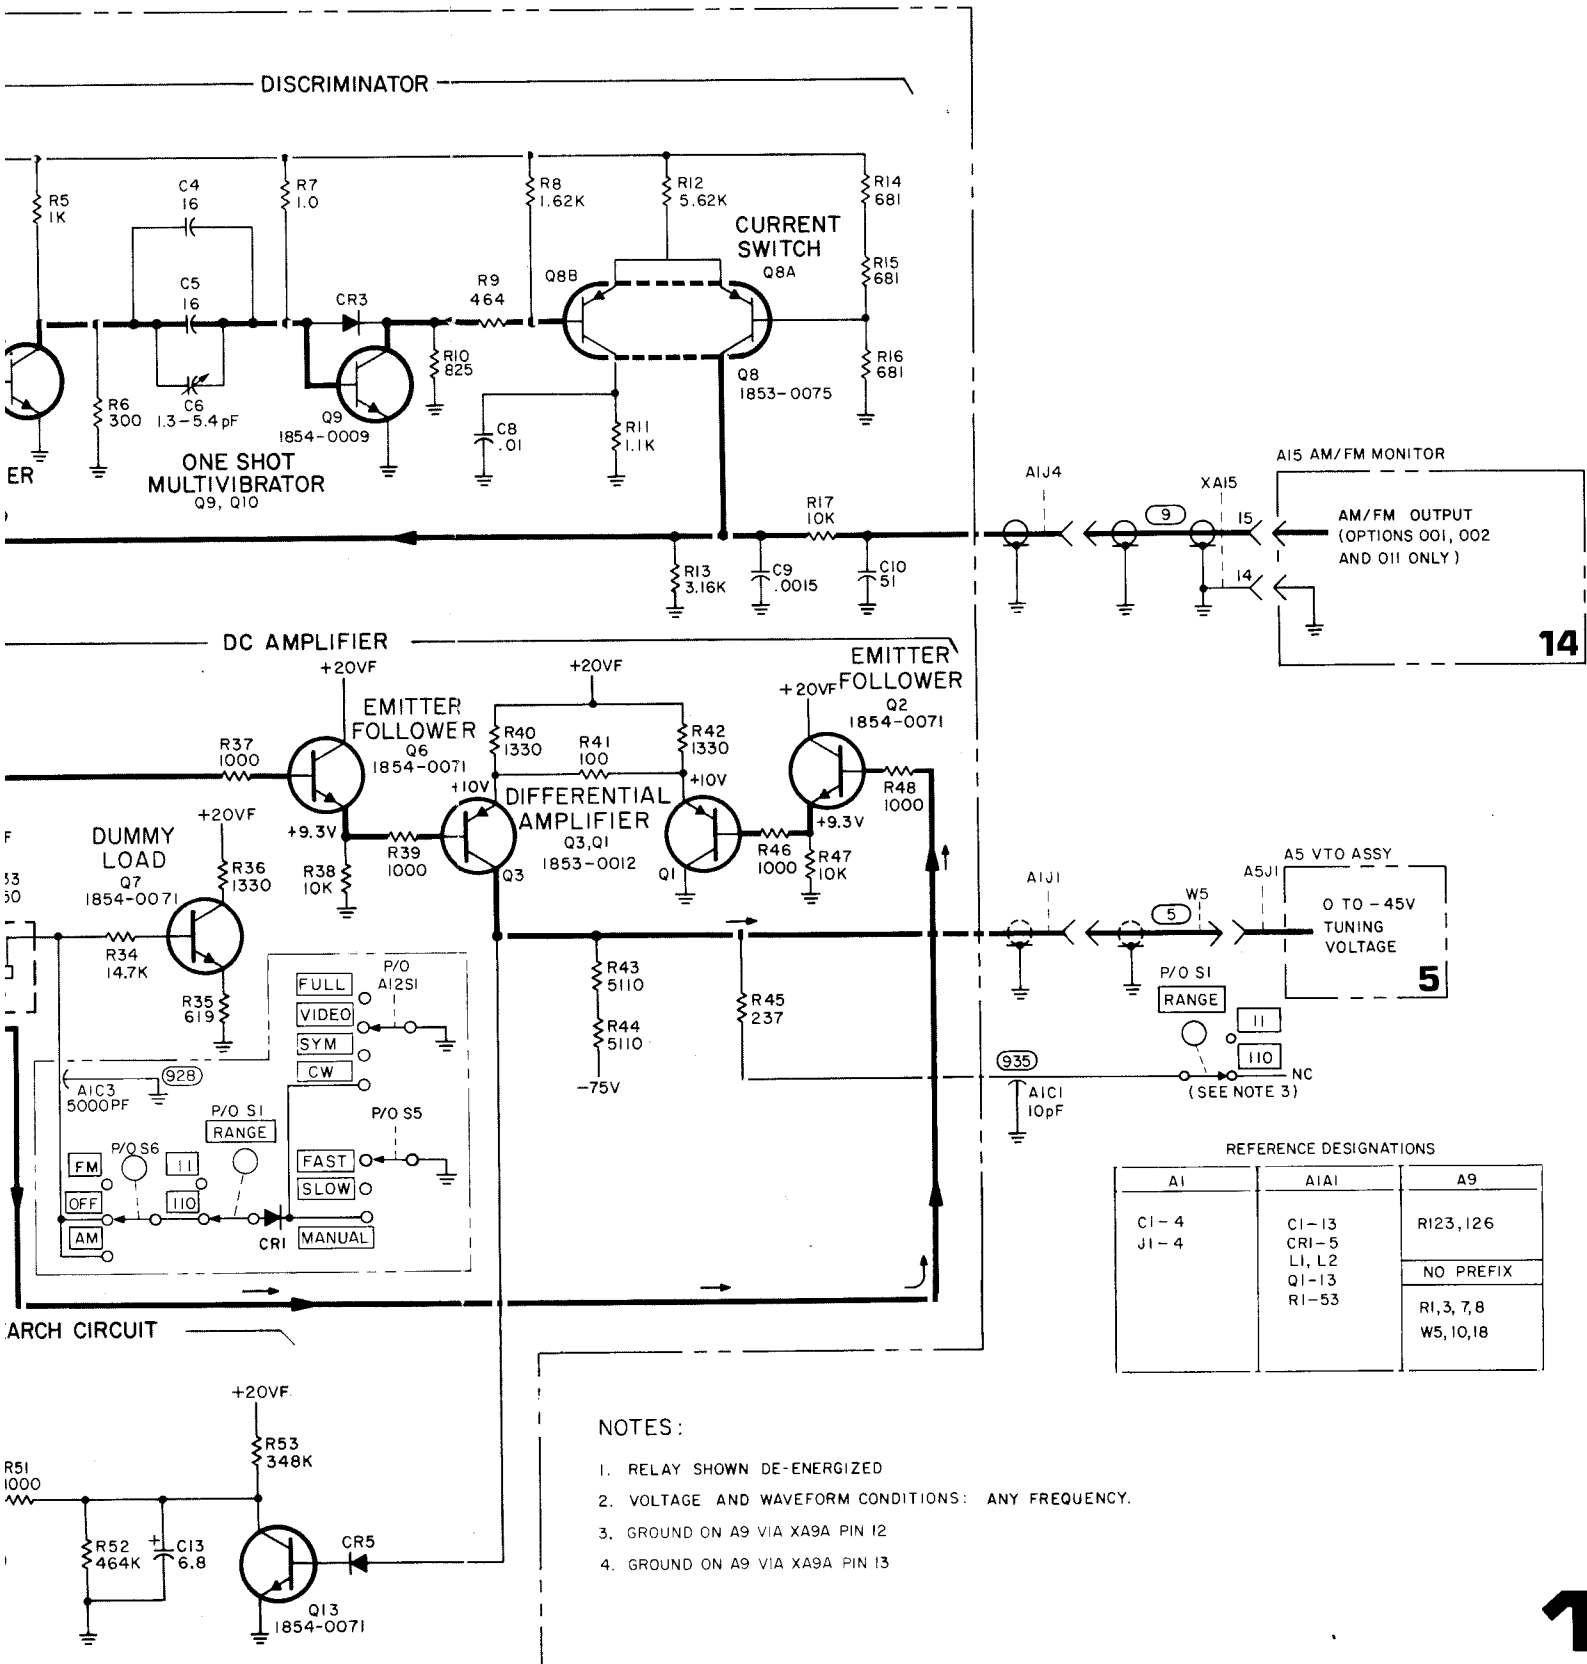 DISCRIMINATOR
R5
1K
C4
16
C5
16
C6
1.3-5.4pF
R6
300
R7
1.0
CR3
Q9
1854-0009
R10
825
R9
464
R8
1.62K
Q8B
R12
5.62K
CURRENT
SWITCH
Q8A
R14
681
R15
681
R16
681
Q8
1853-0075
C8
.01
R11
1.1K
ER
ONE SHOT
MULTIVIBRATOR
Q9, Q10
R13
3.16K
C9
.0015
R17
10K
C10
51
A1J4
9
XA15
15
14
A15 AM/FM MONITOR
AM/FM OUTPUT
(OPTIONS 001, 002
AND 011 ONLY)
14
DC AMPLIFIER
+20VF
EMITTER
FOLLOWER
Q6
1854-0071
R37
1000
+9.3V
R38
10K
R39
1000
+20VF
R40
1330
R41
100
R42
1330
+10V
+10V
DIFFERENTIAL
AMPLIFIER
Q3,Q1
1853-0012
Q3
Q1
EMITTER
FOLLOWER
Q2
1854-0071
+20VF
R48
1000
+9.3V
R46
1000
R47
10K
F
33
50
DUMMY
LOAD
Q7
1854-0071
+20VF
R36
1330
R34
14.7K
R35
619
R43
5110
R44
5110
-75V
R45
237
A1J1
5
W5
A5J1
A5 VTO ASSY
0 TO -45V
TUNING
VOLTAGE
5
P/O S1
RANGE
11
110
NC
(SEE NOTE 3)
935
A1C1
10pF
P/O
A12S1
FULL
VIDEO
SYM
CW
A1C3
5000PF
928
P/O S6
FM
OFF
AM
P/O S1
RANGE
11
110
CR1
P/O S5
FAST
SLOW
MANUAL
REFERENCE DESIGNATIONS
A1 A1A1 A9
C1-4 C1-13 R123,126
J1-4 CR1-5
L1, L2 NO PREFIX
Q1-13
R1-53 R1,3,7,8
W5,10,18
ARCH CIRCUIT
+20VF
R53
348K
R51
1000
R52
464K
+
C13
6.8
CR5
Q13
1854-0071
NOTES:
1. RELAY SHOWN DE-ENERGIZED
2. VOLTAGE AND WAVEFORM CONDITIONS: ANY FREQUENCY.
3. GROUND ON A9 VIA XA9A PIN 12
4. GROUND ON A9 VIA XA9A PIN 13
1